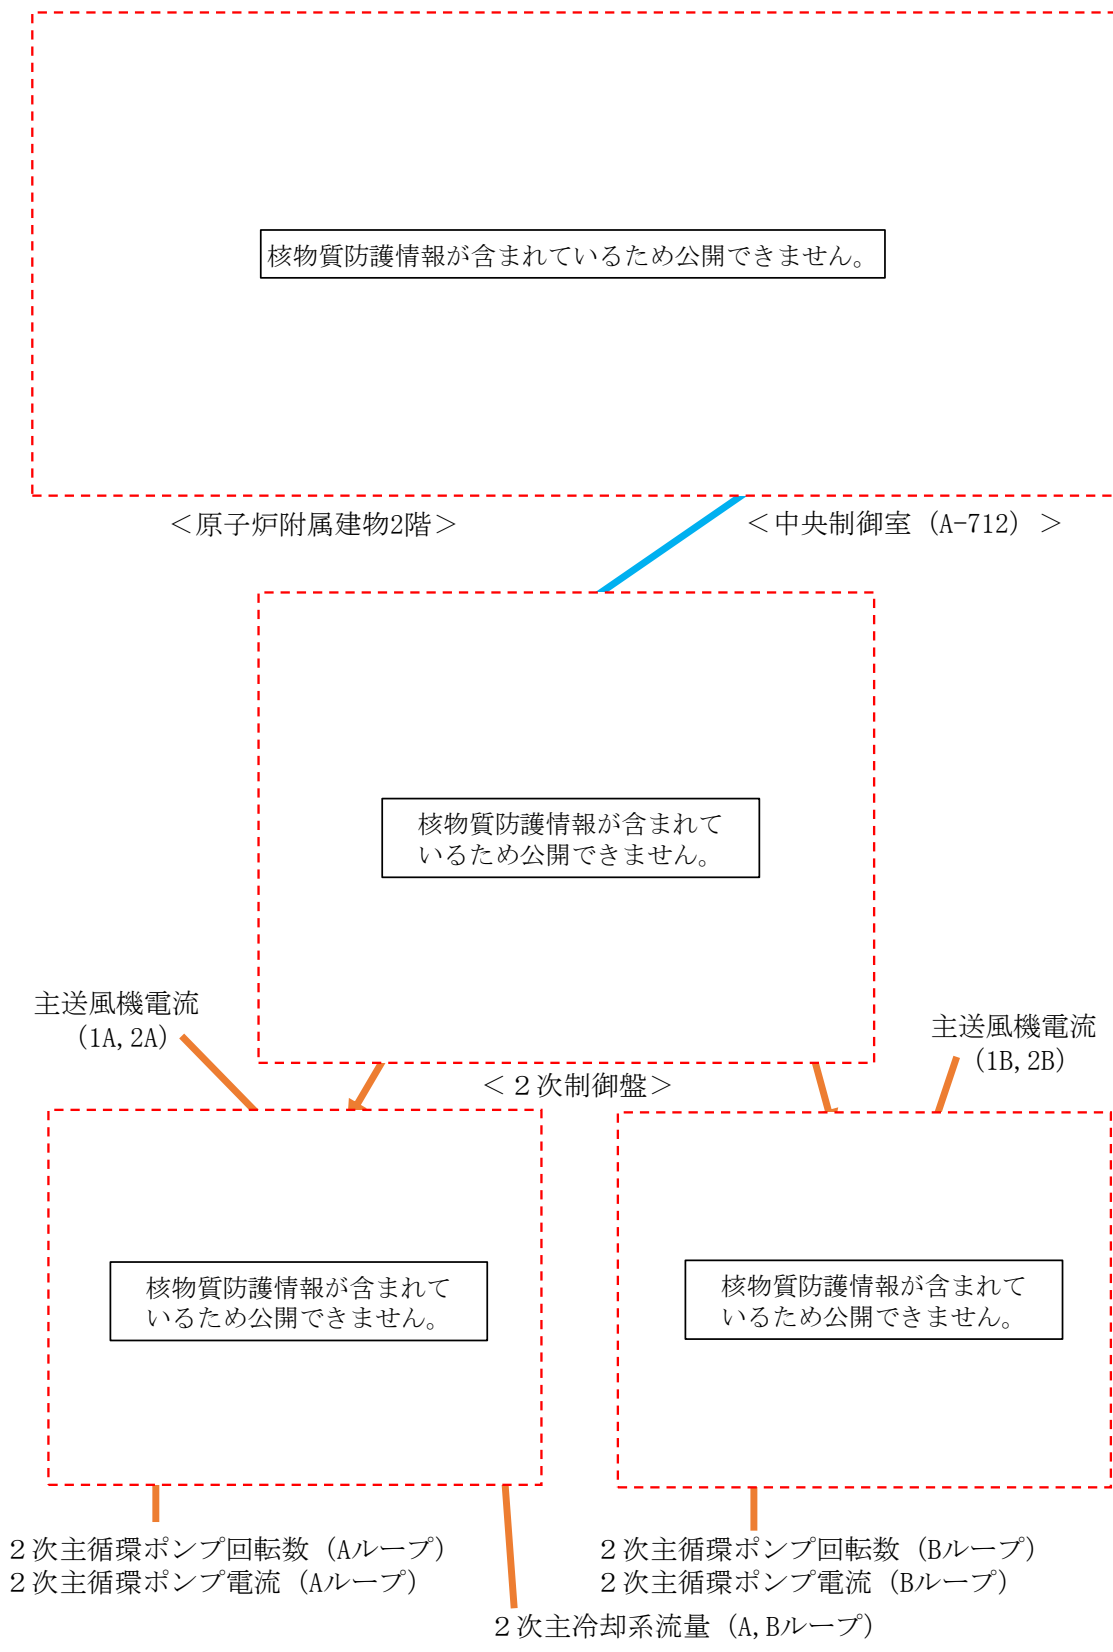 核物質防護情報が含まれているため公開できません。
＜原子炉附属建物2階＞
＜中央制御室（A-712）＞
核物質防護情報が含まれて
いるため公開できません。
主送風機電流
（1A,2A）
主送風機電流
（1B,2B）
＜２次制御盤＞
核物質防護情報が含まれて
いるため公開できません。
核物質防護情報が含まれて
いるため公開できません。
２次主循環ポンプ回転数（Aループ）
２次主循環ポンプ電流（Aループ）
２次主循環ポンプ回転数（Bループ）
２次主循環ポンプ電流（Bループ）
２次主冷却系流量（A,Bループ）